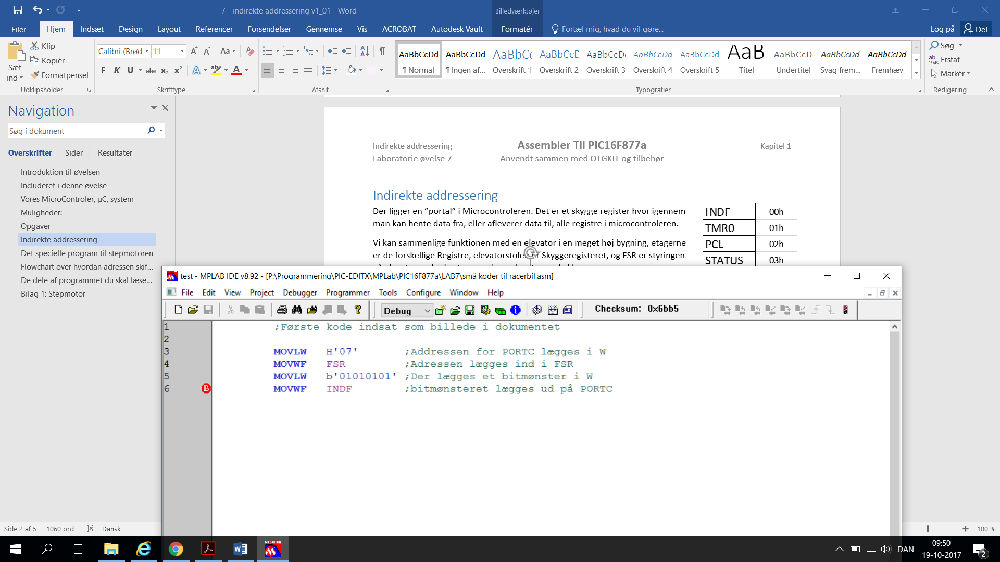 7 - indirekte addressering v1_01 - Word
Billedværktøjer
Filer Hjem Indsæt Design Layout Referencer Forsendelser Gennemse Vis ACROBAT Autodesk Vault Formatér Fortæl mig, hvad du vil gøre... Log på Del
Sæt ind
Klip
Kopiér
Formatpensel
Udklipsholder
Calibri (Brød 11
Aa
F K U abc x₂ x² A ab A
Skrifttype
Afsnit
AaBbCcDd AaBbCcDd AaBbCc AaBbCcC AaBbCcD AaBbCcDd AaBbCcDd AaB AaBbCcD AaBbCcDd AaBbCcDd
¶ Normal ¶ Ingen af... Overskrift 1 Overskrift 2 Overskrift 3 Overskrift 4 Overskrift 5 Titel Undertitel Svag frem... Fremhæv
Typografier
Søg
Erstat
Markér
Redigering
Navigation
Søg i dokument
Overskrifter Sider Resultater
Introduktion til øvelsen
Includeret i denne øvelse
Vores MicroControler, µC, system
Muligheder:
Opgaver
Indirekte addressering
Det specielle program til stepmotoren
Flowchart over hvordan adressen skif...
De dele af programmet du skal læse...
Bilag 1: Stepmotor
Indirekte addressering Assembler Til PIC16F877a Kapitel 1
Laboratorie øvelse 7 Anvendt sammen med OTGKIT og tilbehør
Indirekte addressering
Der ligger en ”portal” i Microcontroleren. Det er et skygge register hvor igennem
man kan hente data fra, eller afleverer data til, alle registre i microcontroleren.
Vi kan sammenlige funktionen med en elevator i en meget høj bygning, etagerne
er de forskellige Registre, elevatorstolen er Skyggeregisteret, og FSR er styringen
INDF 00h
TMR0 01h
PCL 02h
STATUS 03h
test - MPLAB IDE v8.92 - [P:\Programmering\PIC-EDITX\MPLab\PIC16F877a\LAB7\små koder til racerbil.asm]
File Edit View Project Debugger Programmer Tools Configure Window Help
Debug
Checksum: 0x6bb5
1 ;Første kode indsat som billede i dokumentet
2
3 MOVLW H'07' ;Addressen for PORTC lægges i W
4 MOVWF FSR ;Adressen lægges ind i FSR
5 MOVLW b'01010101' ;Der lægges et bitmønster i W
6 B MOVWF INDF ;bitmønsteret lægges ud på PORTC
Side 2 af 5 1060 ord Dansk
100 %
MPLAB IDE
DAN
09:50
19-10-2017
2